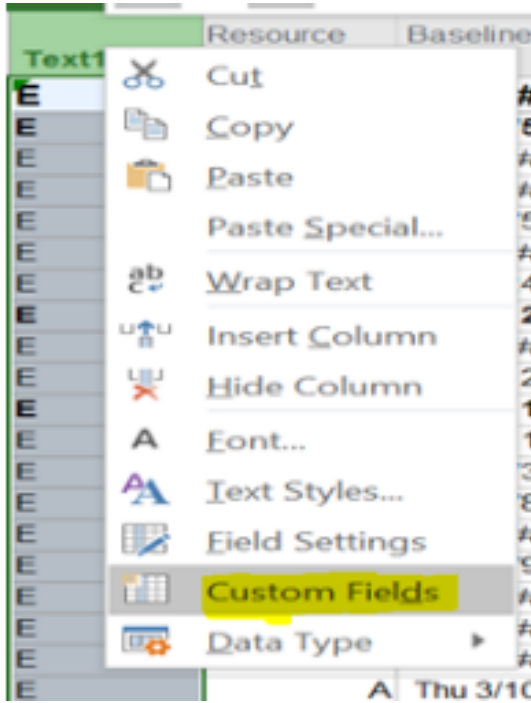 Resource Baseline
Text1
E
Cut
E
Copy
E
E
Paste
E
Paste Special...
E
E
Wrap Text
E
Insert Column
E
E
Hide Column
E
E
Font...
E
Text Styles...
E
E
Field Settings
E
E
Custom Fields
E
Data Type
E
E A Thu 3/10